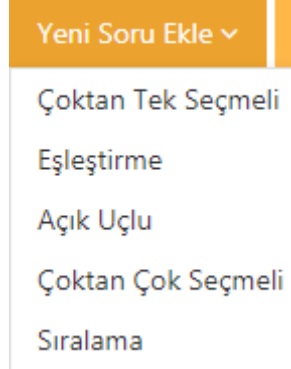 Yeni Soru Ekle
Çoktan Tek Seçmeli
Eşleştirme
Açık Uçlu
Çoktan Çok Seçmeli
Sıralama